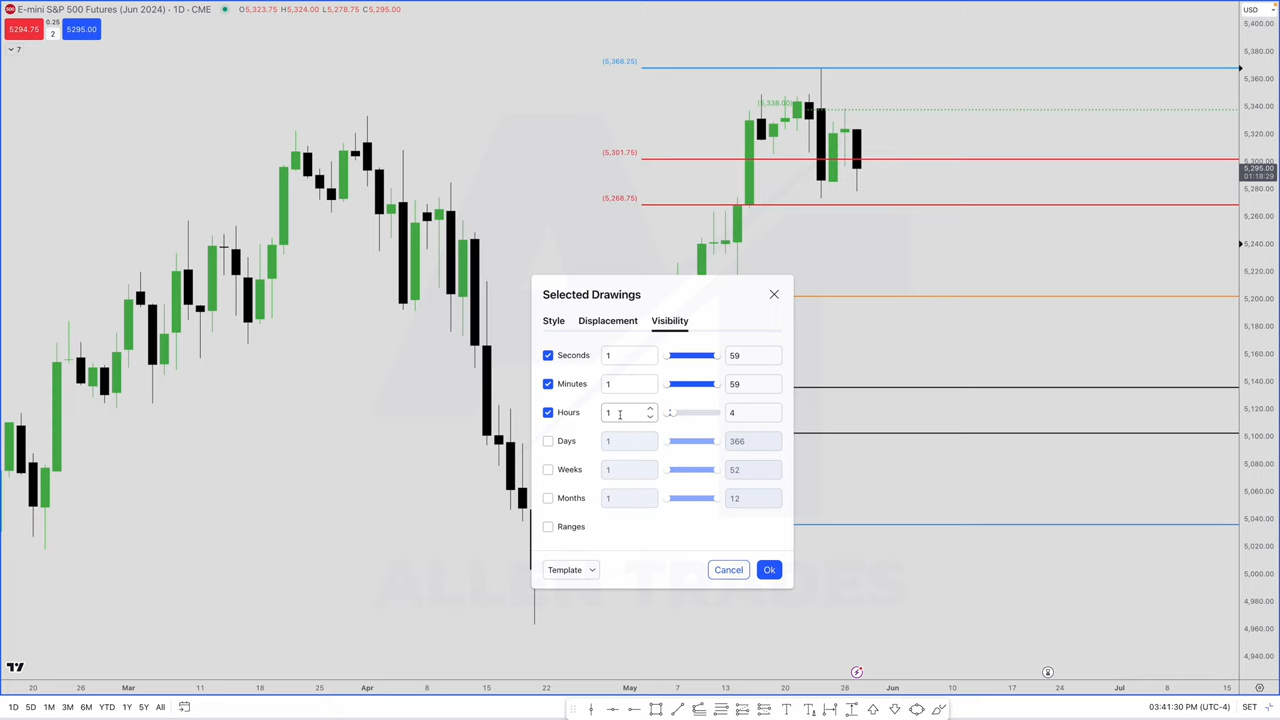 E-mini S&P 500 Futures (Jun 2024) · 1D · CME O5,323.75 H5,324.00 L5,278.75 C5,295.00
USD
5294.75
0.25
2
5295.00
7
5,400.00
5,380.00
5,360.00
5,340.00
5,320.00
5,300.00
5,295.00
01:18:29
5,280.00
5,260.00
5,240.00
5,220.00
5,200.00
5,180.00
5,160.00
5,140.00
5,120.00
5,100.00
5,080.00
5,060.00
5,040.00
5,020.00
5,000.00
4,980.00
4,960.00
4,940.00
(5,368.25)
(5,338.00)
(5,301.75)
(5,268.75)
Selected Drawings
Style Displacement Visibility
Seconds 1 59
Minutes 1 59
Hours 1 4
Days 1 366
Weeks 1 52
Months 1 12
Ranges
Template Cancel Ok
ALLEN TRADES
20 26 Mar 11 18 25 Apr 8 15 22 May 7 13 20 28 Jun 10 17 24 Jul 8 15
1D 5D 1M 3M 6M YTD 1Y 5Y All 03:41:30 PM (UTC-4) SET